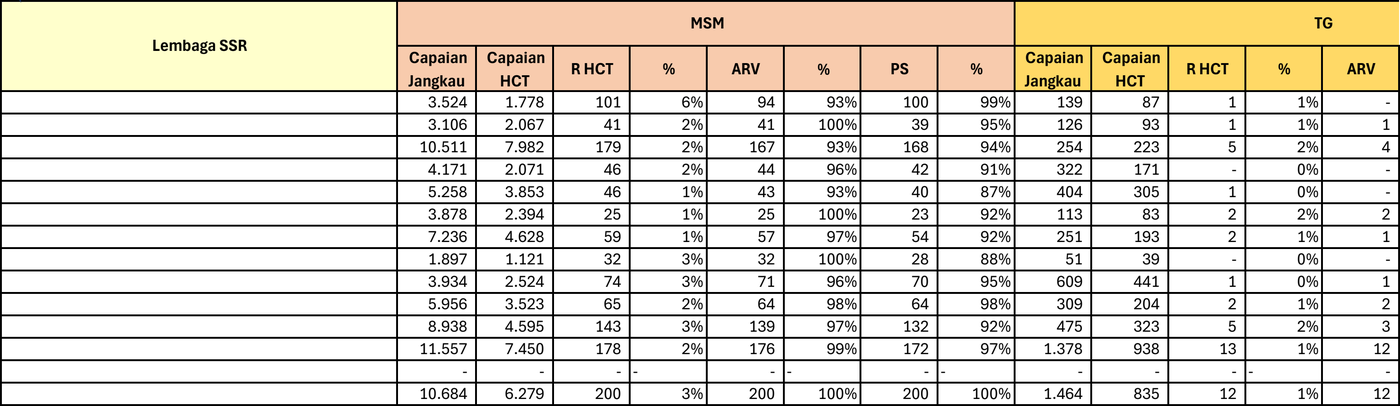 Lembaga SSR MSM TG
Capaian Jangkau Capaian HCT R HCT % ARV % PS % Capaian Jangkau Capaian HCT R HCT % ARV
3.524 1.778 101 6% 94 93% 100 99% 139 87 1 1% -
3.106 2.067 41 2% 41 100% 39 95% 126 93 1 1% 1
10.511 7.982 179 2% 167 93% 168 94% 254 223 5 2% 4
4.171 2.071 46 2% 44 96% 42 91% 322 171 - 0% -
5.258 3.853 46 1% 43 93% 40 87% 404 305 1 0% -
3.878 2.394 25 1% 25 100% 23 92% 113 83 2 2% 2
7.236 4.628 59 1% 57 97% 54 92% 251 193 2 1% 1
1.897 1.121 32 3% 32 100% 28 88% 51 39 - 0% -
3.934 2.524 74 3% 71 96% 70 95% 609 441 1 0% 1
5.956 3.523 65 2% 64 98% 64 98% 309 204 2 1% 2
8.938 4.595 143 3% 139 97% 132 92% 475 323 5 2% 3
11.557 7.450 178 2% 176 99% 172 97% 1.378 938 13 1% 12
- - - - - - - - - - - - -
10.684 6.279 200 3% 200 100% 200 100% 1.464 835 12 1% 12